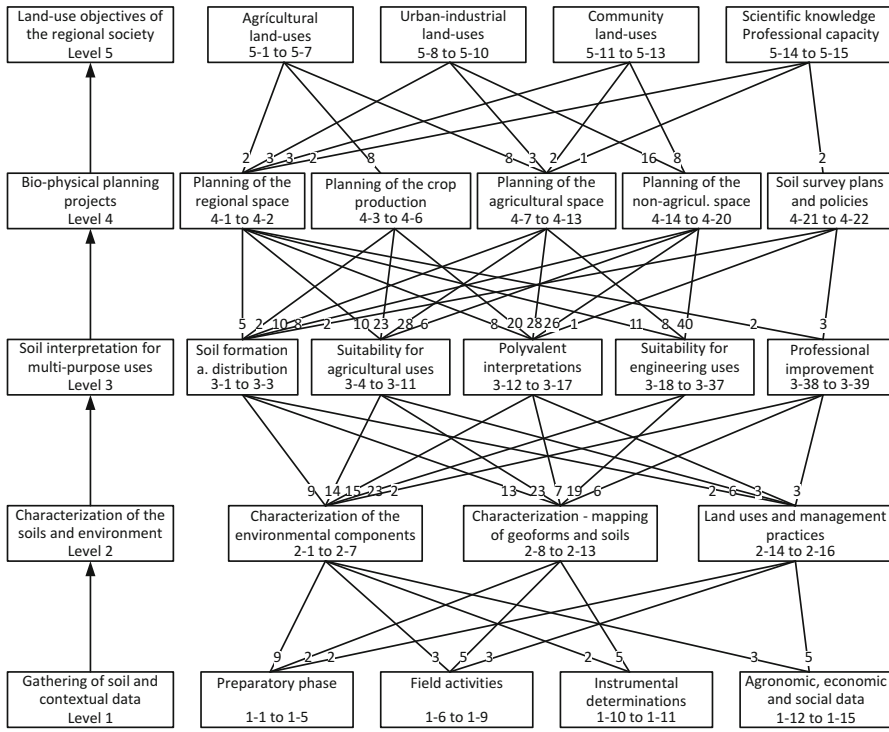 Land-use objectives of
the regional society
Level 5
Agrícultural
land-uses
5-1 to 5-7
Urban-industrial
land-uses
5-8 to 5-10
Community
land-uses
5-11 to 5-13
Scientific knowledge
Professional capacity
5-14 to 5-15
2 3 3 2 8 8 3 2 1 16 8 2
Bio-physical planning
projects
Level 4
Planning of the
regional space
4-1 to 4-2
Planning of the crop
production
4-3 to 4-6
Planning of the
agricultural space
4-7 to 4-13
Planning of the
non-agricul. space
4-14 to 4-20
Soil survey plans
and policies
4-21 to 4-22
5 2 10 8 2 10 23 28 6 8 20 28 26 1 11 8 40 2 3
Soil interpretation for
multi-purpose uses
Level 3
Soil formation
a. distribution
3-1 to 3-3
Suitability for
agricultural uses
3-4 to 3-11
Polyvalent
interpretations
3-12 to 3-17
Suitability for
engineering uses
3-18 to 3-37
Professional
improvement
3-38 to 3-39
9 14 15 23 2 13 23 7 19 6 2 6 3 3
Characterization of the
soils and environment
Level 2
Characterization of the
environmental components
2-1 to 2-7
Characterization - mapping
of geoforms and soils
2-8 to 2-13
Land uses and management
practices
2-14 to 2-16
9 2 2 3 5 3 2 5 3 5
Gathering of soil and
contextual data
Level 1
Preparatory phase
1-1 to 1-5
Field activities
1-6 to 1-9
Instrumental
determinations
1-10 to 1-11
Agronomic, economic
and social data
1-12 to 1-15